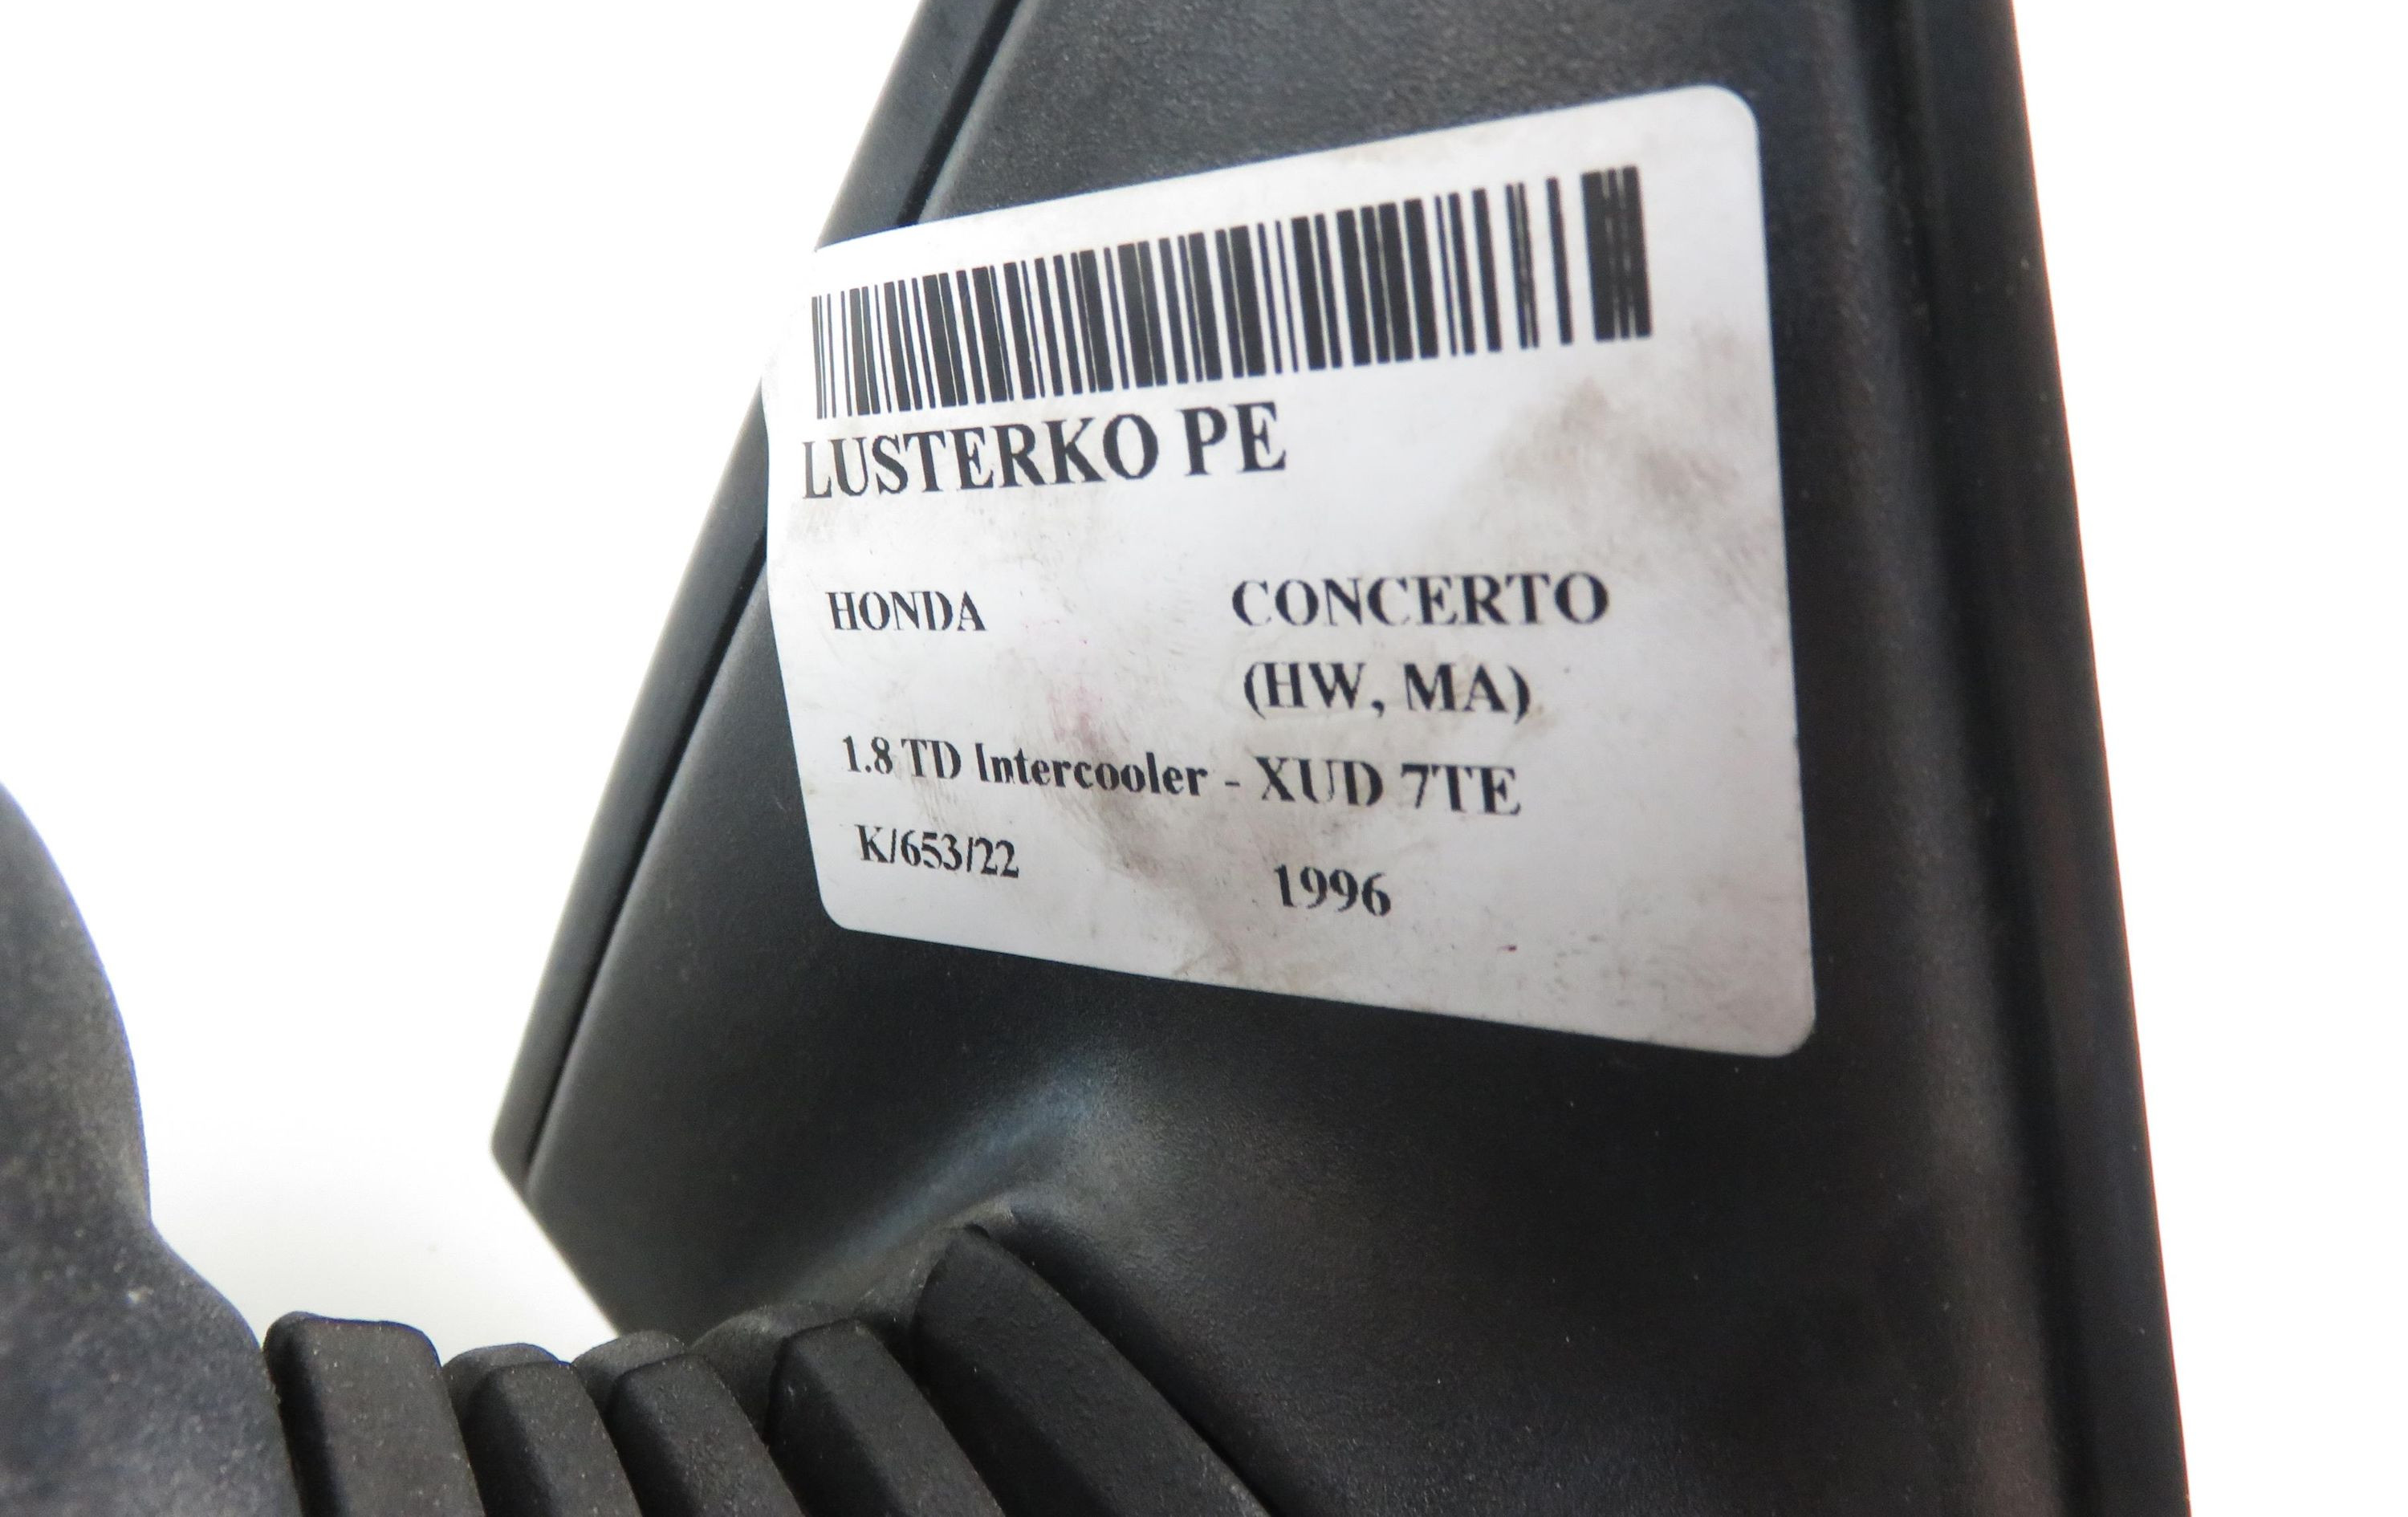 LUSTERKO PE
HONDA CONCERTO
(HW, MA)
1.8 TD Intercooler - XUD 7TE
K/653/22 1996